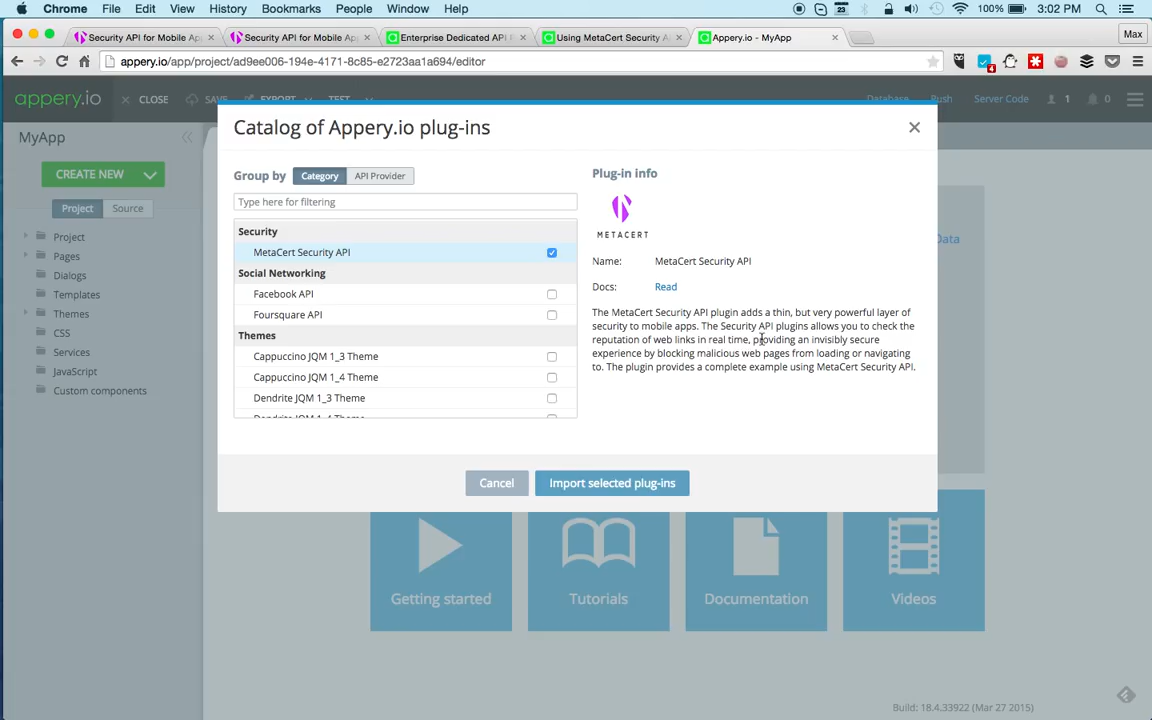 Chrome File Edit View History Bookmarks People Window Help 23 100% 3:02 PM
Security API for Mobile Ap × Security API for Mobile Ap × Enterprise Dedicated API × Using MetaCert Security A × Appery.io - MyApp × Max
appery.io/app/project/ad9ee006-194e-4171-8c85-e2723aa1a694/editor 4
appery.io × CLOSE SAVE EXPORT TEST Database Push Server Code 1 0
MyApp
CREATE NEW
Project Source
Project
Pages
Dialogs
Templates
Themes
CSS
Services
JavaScript
Custom components
Catalog of Appery.io plug-ins
Group by Category API Provider
Type here for filtering
Security
MetaCert Security API
Social Networking
Facebook API
Foursquare API
Themes
Cappuccino JQM 1_3 Theme
Cappuccino JQM 1_4 Theme
Dendrite JQM 1_3 Theme
Dendrite JQM 1_4 Theme
Plug-in info
METACERT
Name: MetaCert Security API
Docs: Read
The MetaCert Security API plugin adds a thin, but very powerful layer of
security to mobile apps. The Security API plugins allows you to check the
reputation of web links in real time, providing an invisibly secure
experience by blocking malicious web pages from loading or navigating
to. The plugin provides a complete example using MetaCert Security API.
Cancel Import selected plug-ins
Data
Getting started Tutorials Documentation Videos
Build: 18.4.33922 (Mar 27 2015)